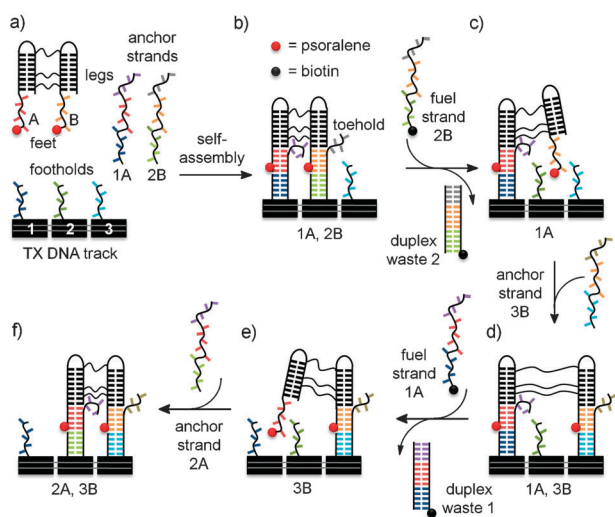 a)
anchor
strands
legs
A
B
feet
1A
2B
footholds
1
2
3
TX DNA track
self-
assembly
b)
= psoralene
= biotin
toehold
1A, 2B
fuel
strand
2B
duplex
waste 2
c)
1A
anchor
strand
3B
d)
1A, 3B
fuel
strand
1A
duplex
waste 1
e)
3B
anchor
strand
2A
f)
2A, 3B